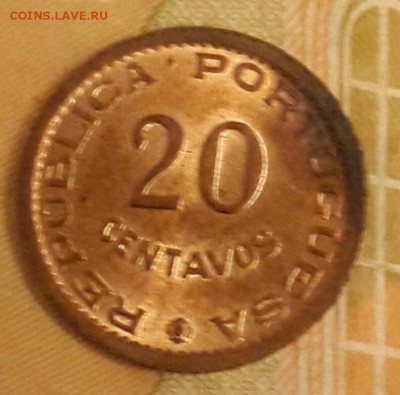 COINS.LAVE.RU
REPUBLICA PORTUGUESA
20
CENTAVOS